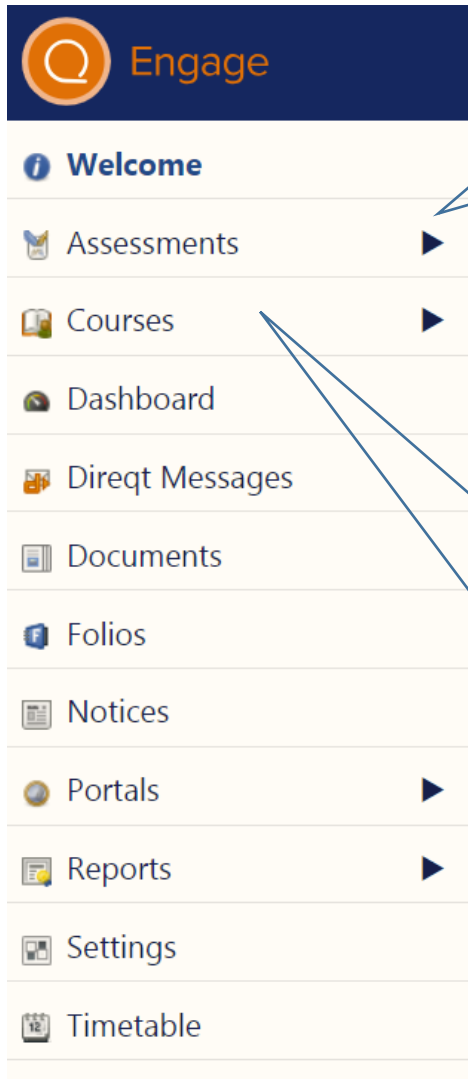 Engage
Welcome
Assessments
Courses
Dashboard
Direqt Messages
Documents
Folios
Notices
Portals
Reports
Settings
Timetable